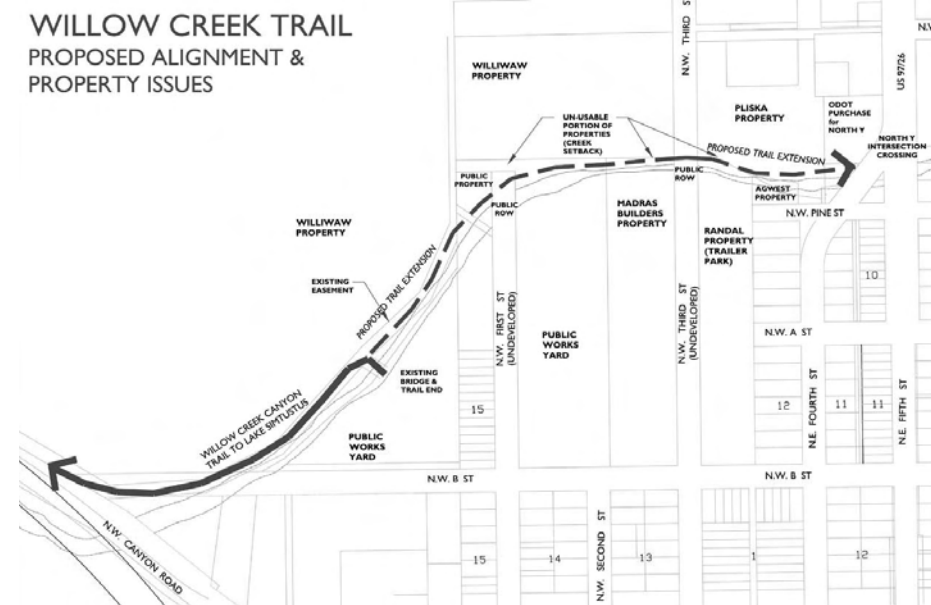 WILLOW CREEK TRAIL
PROPOSED ALIGNMENT &
PROPERTY ISSUES
N.W. THIRD S
N.W
US 97/26
WILLIWAW
PROPERTY
UN-USABLE
PORTION OF
PROPERTIES
(CREEK
SETBACK)
PLISKA
PROPERTY
ODOT
PURCHASE
for
NORTH Y
NORTH Y
INTERSECTION
CROSSING
PROPOSED TRAIL EXTENSION
PUBLIC
PROPERTY
PUBLIC
ROW
PUBLIC
ROW
AGWEST
PROPERTY
MADRAS
BUILDERS
PROPERTY
N.W. PINE ST
WILLIWAW
PROPERTY
RANDAL
PROPERTY
(TRAILER
PARK)
EXISTING
EASEMENT
PROPOSED TRAIL EXTENSION
10
N.W. FIRST ST
(UNDEVELOPED)
PUBLIC
WORKS
YARD
N.W. THIRD ST
(UNDEVELOPED)
N.W. A ST
EXISTING
BRIDGE &
TRAIL END
15
12
N.E. FOURTH ST
11
11
N.E. FIFTH ST
WILLOW CREEK CANYON
TRAIL TO LAKE SIMTUSTUS
PUBLIC
WORKS
YARD
N.W. B ST
N.W. B ST
N.W. CANYON ROAD
15
14
N.W. SECOND ST
13
1
12